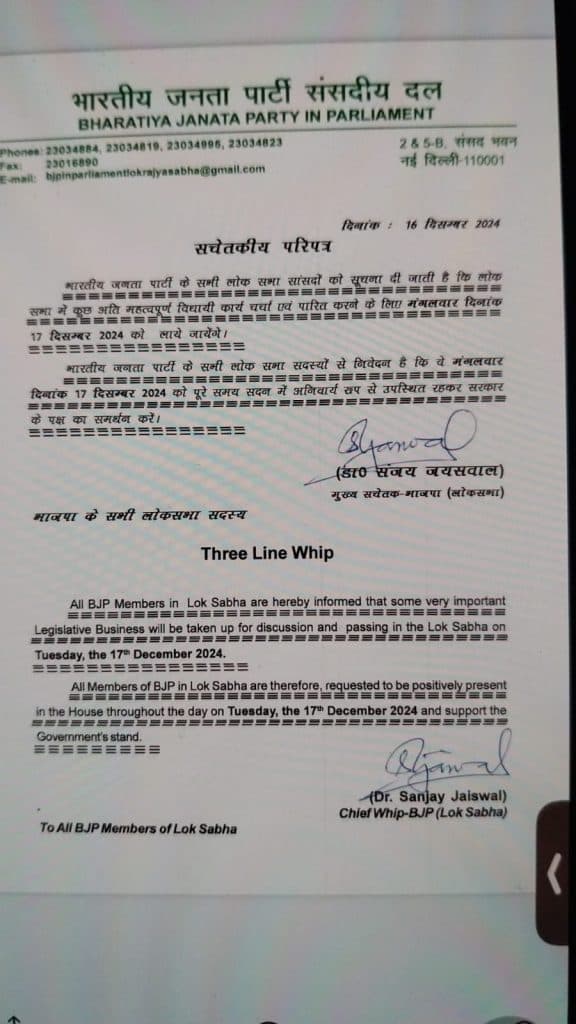 भारतीय जनता पार्टी संसदीय दल
BHARATIYA JANATA PARTY IN PARLIAMENT
Phones: 23034884, 23034819, 23034995, 23034823
Fax: 23016890
E-mail: bjpinparliamentlokrajyasabha@gmail.com
2 & 5-B, संसद भवन
नई दिल्ली-110001
दिनांक : 16 दिसम्बर 2024
सचेतकीय परिपत्र
भारतीय जनता पार्टी के सभी लोक सभा सांसदों को सूचना दी जाती है कि लोक
सभा में कुछ अति महत्वपूर्ण विधायी कार्य चर्चा एवं पारित करने के लिए मंगलवार दिनांक
17 दिसम्बर 2024 को लाये जायेंगे।
भारतीय जनता पार्टी के सभी लोक सभा सदस्यों से निवेदन है कि वे मंगलवार
दिनांक 17 दिसम्बर 2024 को पूरे समय सदन में अनिवार्य रुप से उपस्थित रहकर सरकार
के पक्ष का समर्थन करें।
(डा0 संजय जयसवाल)
मुख्य सचेतक-भाजपा (लोकसभा)
भाजपा के सभी लोकसभा सदस्य
Three Line Whip
All BJP Members in Lok Sabha are hereby informed that some very important
Legislative Business will be taken up for discussion and passing in the Lok Sabha on
Tuesday, the 17th December 2024.
All Members of BJP in Lok Sabha are therefore, requested to be positively present
in the House throughout the day on Tuesday, the 17th December 2024 and support the
Government's stand.
(Dr. Sanjay Jaiswal)
Chief Whip-BJP (Lok Sabha)
To All BJP Members of Lok Sabha